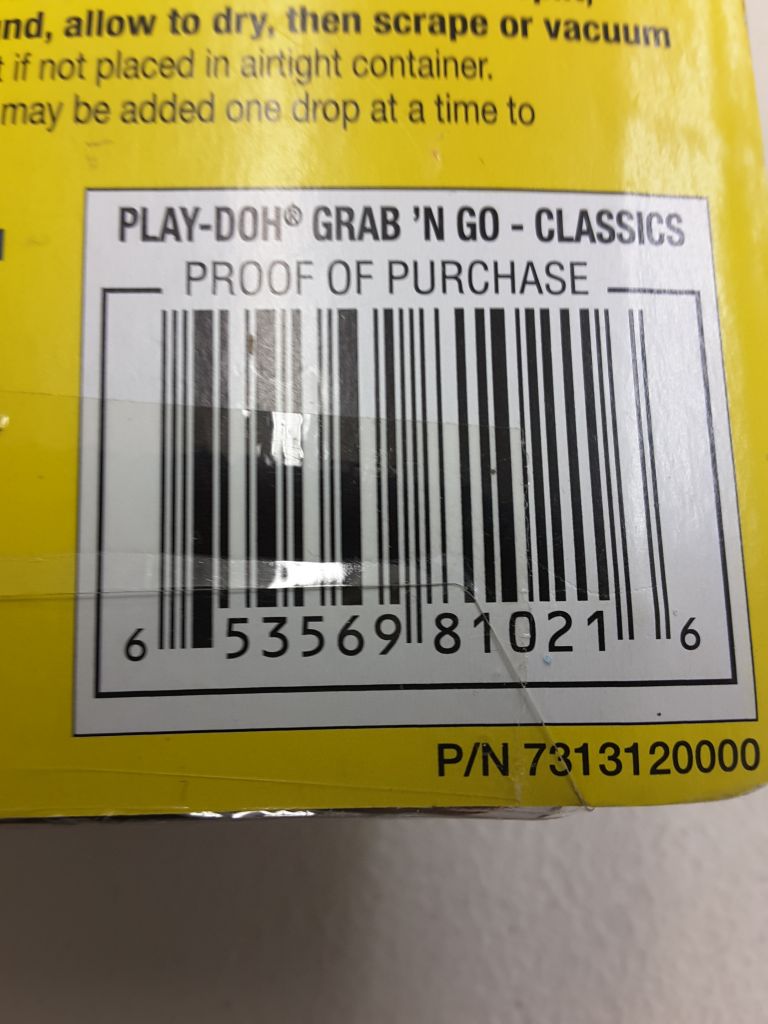 nd, allow to dry, then scrape or vacuum
if not placed in airtight container.
may be added one drop at a time to
PLAY-DOH® GRAB 'N GO - CLASSICS
PROOF OF PURCHASE
6 53569 81021 6
P/N 7313120000